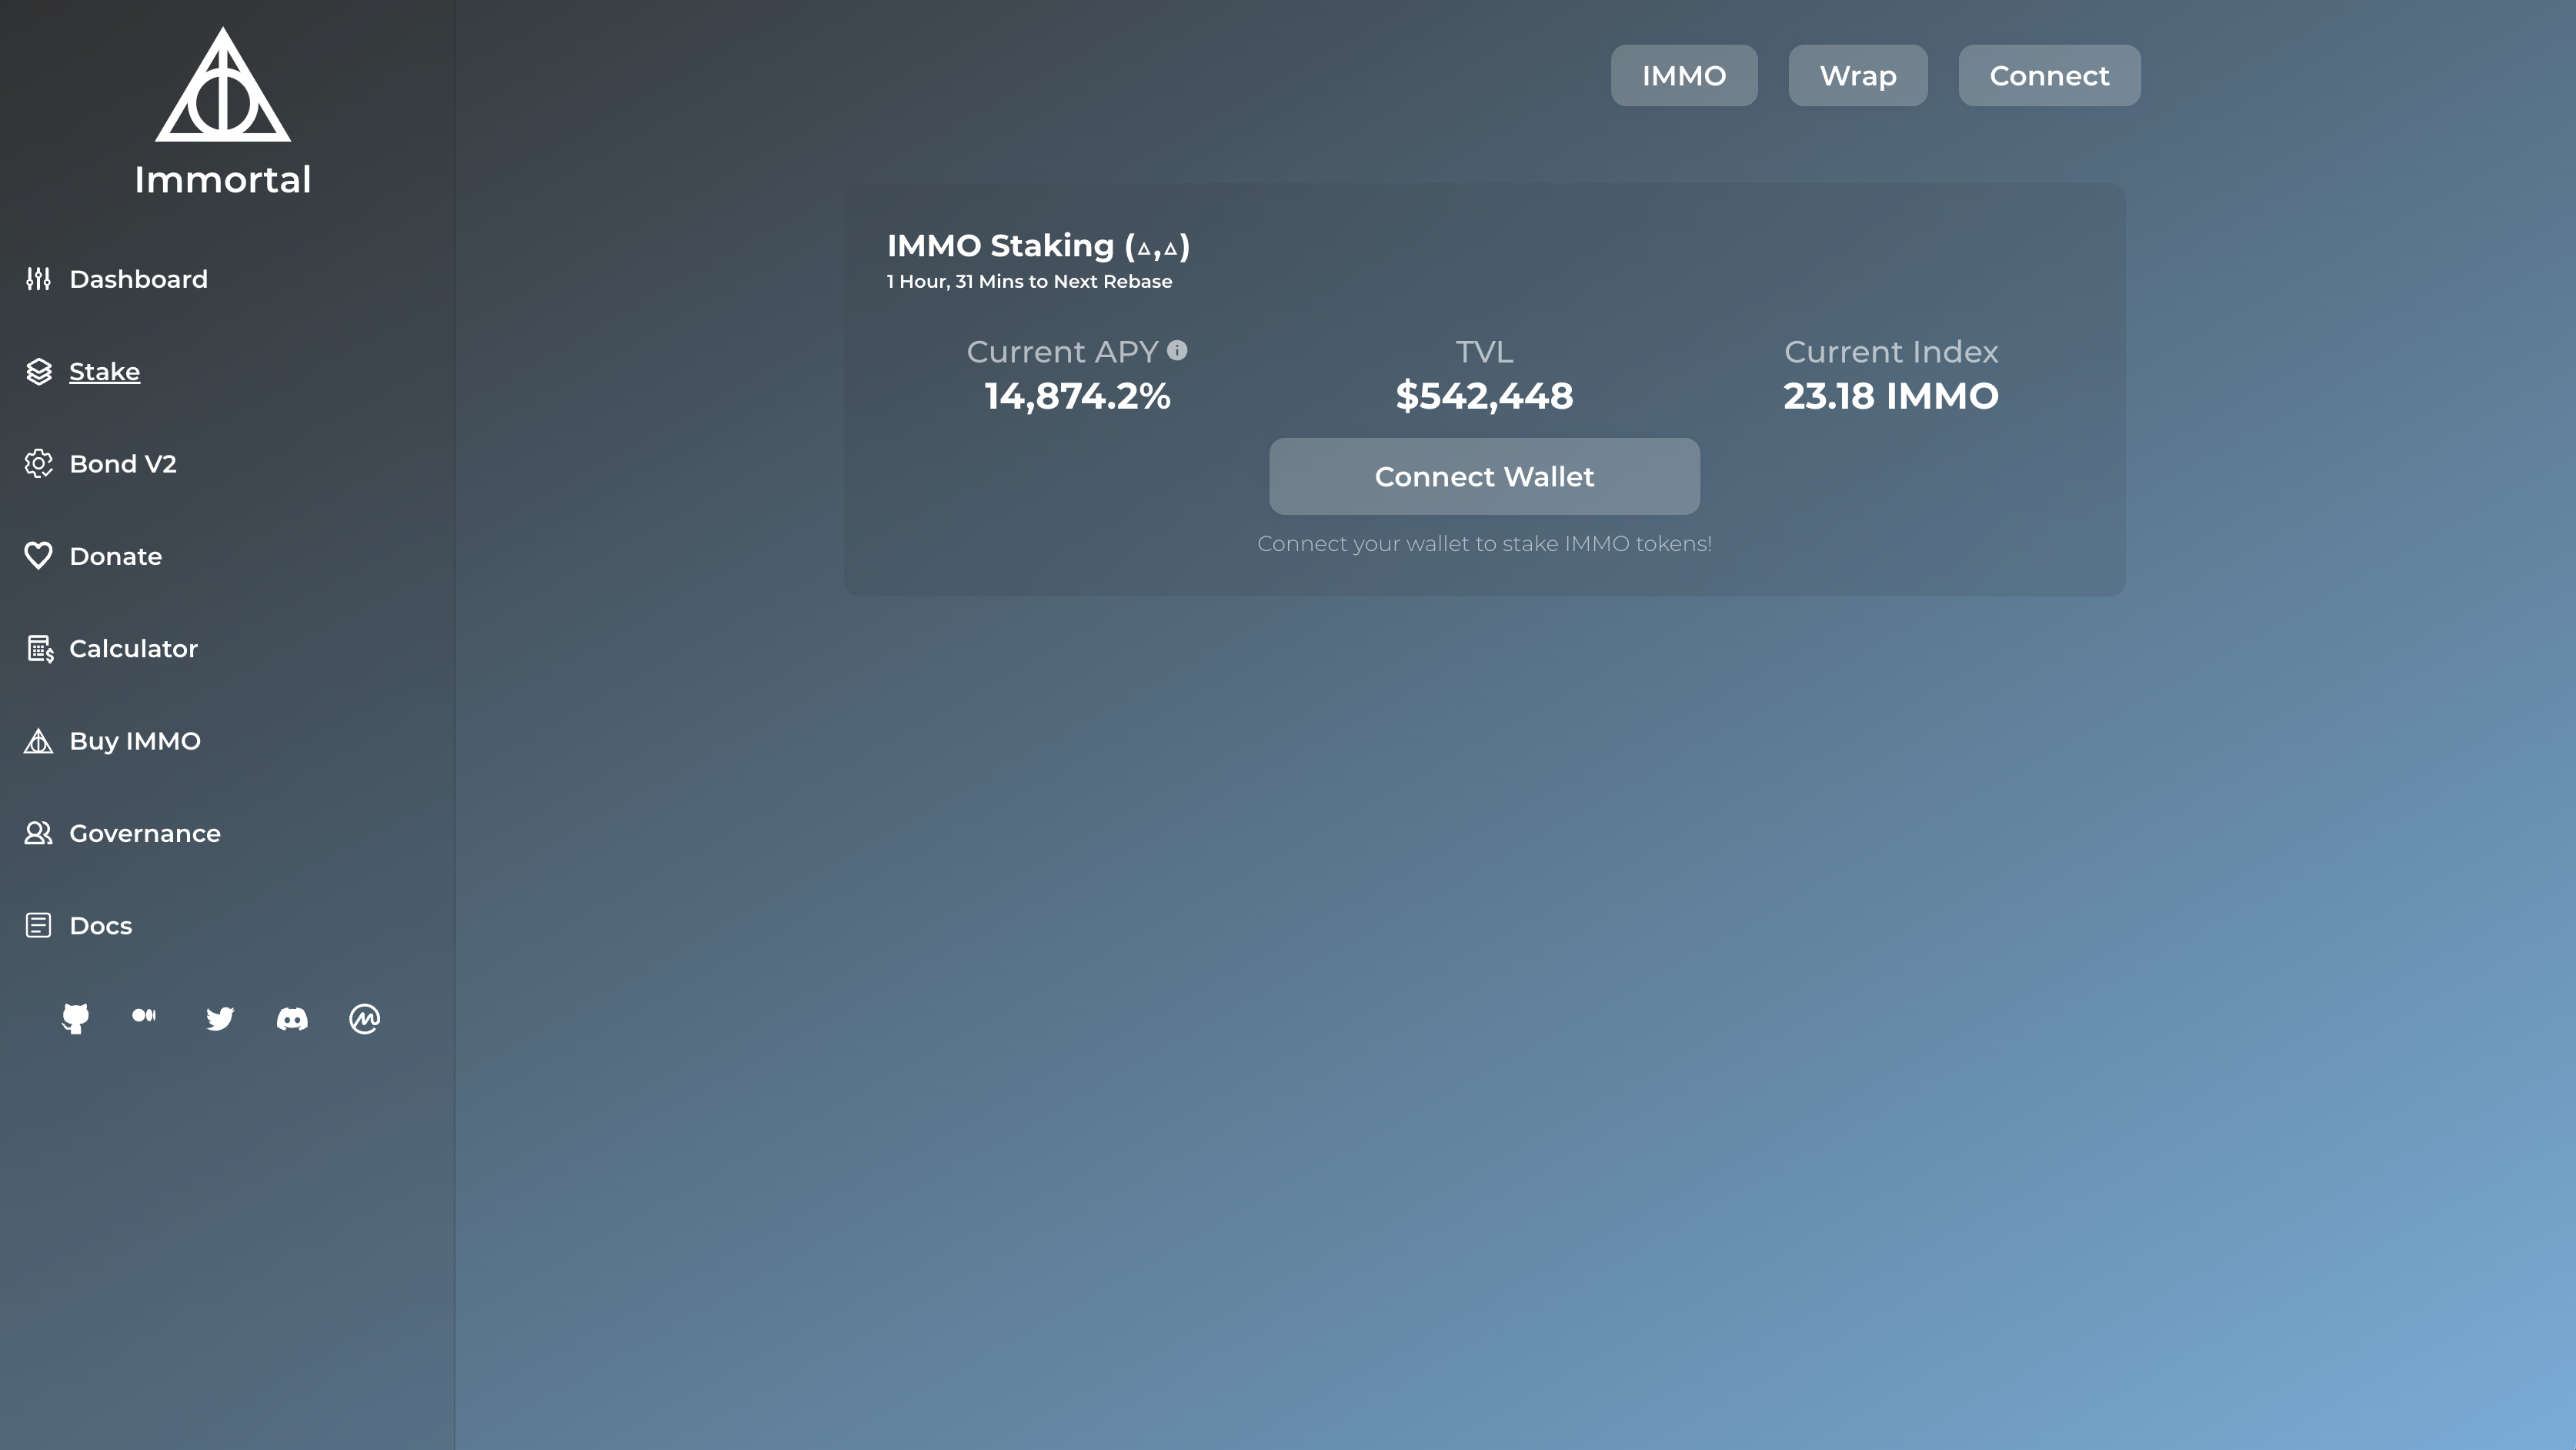 Immortal
Dashboard
Stake
Bond V2
Donate
Calculator
Buy IMMO
Governance
Docs
IMMO
Wrap
Connect
IMMO Staking (▵,▵)
1 Hour, 31 Mins to Next Rebase
Current APY
14,874.2%
TVL
$542,448
Current Index
23.18 IMMO
Connect Wallet
Connect your wallet to stake IMMO tokens!